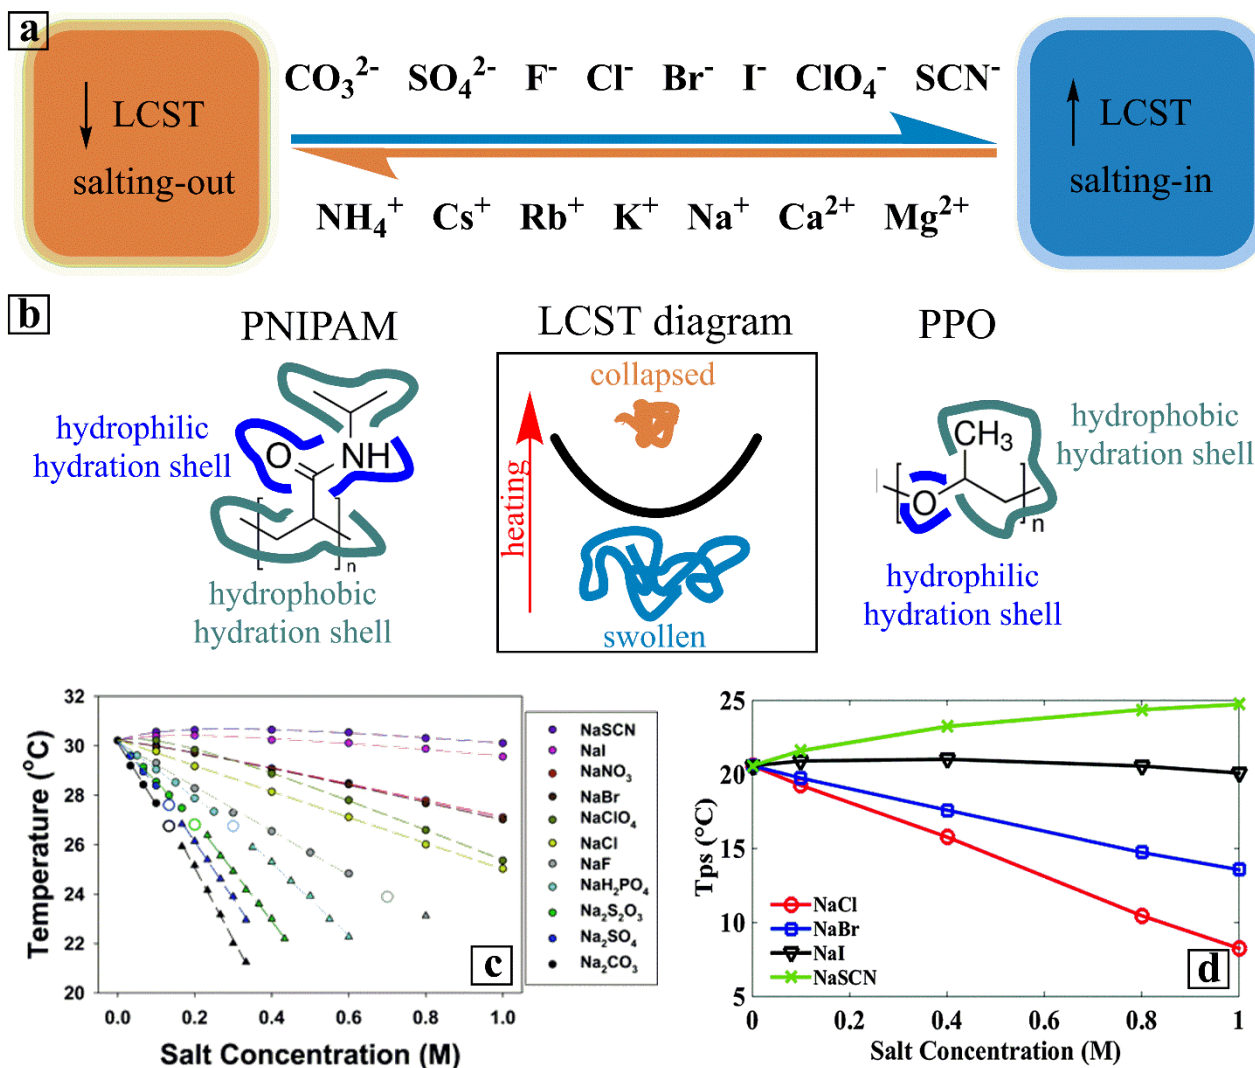 a
↓ LCST
salting-out
CO₃²⁻ SO₄²⁻ F⁻ Cl⁻ Br⁻ I⁻ ClO₄⁻ SCN⁻
NH₄⁺ Cs⁺ Rb⁺ K⁺ Na⁺ Ca²⁺ Mg²⁺
↑ LCST
salting-in
b
PNIPAM
hydrophilic
hydration shell
O
NH
n
hydrophobic
hydration shell
LCST diagram
collapsed
heating
swollen
PPO
CH₃
O
n
hydrophobic
hydration shell
hydrophilic
hydration shell
32
30
28
26
24
22
20
Temperature (°C)
0.0 0.2 0.4 0.6 0.8 1.0
Salt Concentration (M)
NaSCN
NaI
NaNO₃
NaBr
NaClO₄
NaCl
NaF
NaH₂PO₄
Na₂S₂O₃
Na₂SO₄
Na₂CO₃
c
25
20
15
10
5
Tps (°C)
NaCl
NaBr
NaI
NaSCN
d
0 0.2 0.4 0.6 0.8 1
Salt Concentration (M)